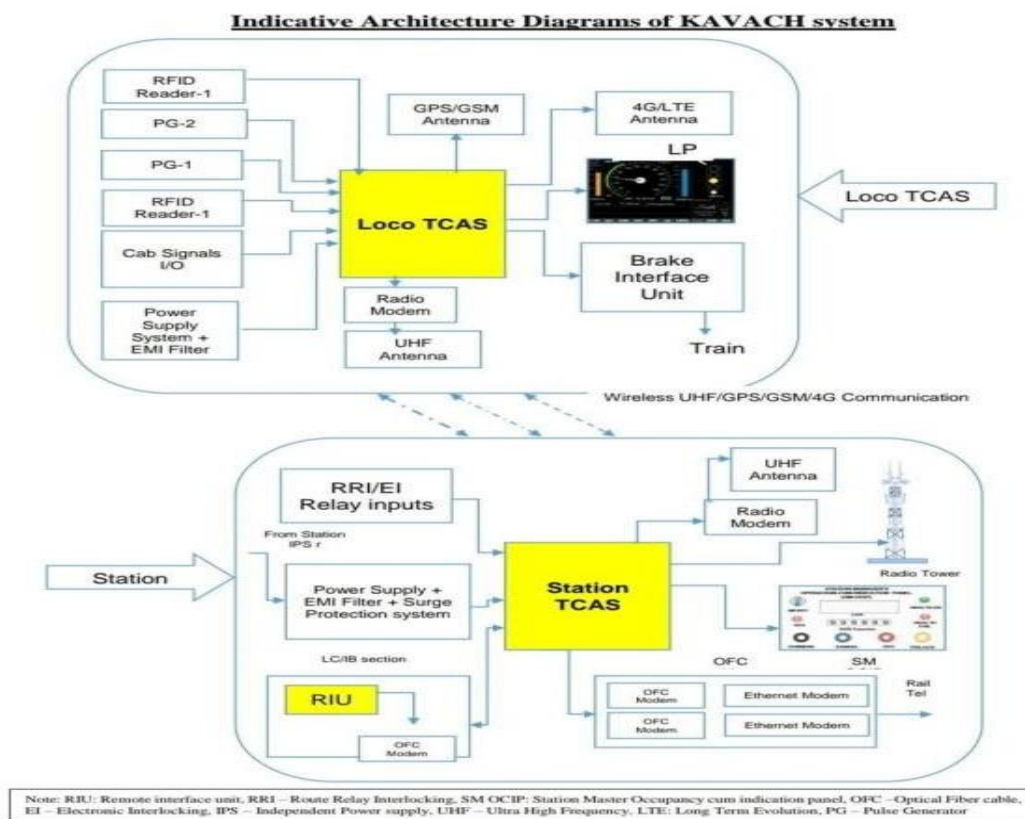 Indicative Architecture Diagrams of KAVACH system
RFID
Reader-1
PG-2
PG-1
RFID
Reader-1
Cab Signals
I/O
Power
Supply
System +
EMI Filter
GPS/GSM
Antenna
4G/LTE
Antenna
LP
Loco TCAS
Loco TCAS
Brake
Interface
Unit
Radio
Modem
UHF
Antenna
Train
Wireless UHF/GPS/GSM/4G Communication
RRI/EI
Relay inputs
From Station
IPS r
Station
Power Supply +
EMI Filter + Surge
Protection system
Station
TCAS
UHF
Antenna
Radio
Modem
Radio Tower
LC/IB section
RIU
OFC
Modem
OFC
SM
OFC
Modem
Ethernet Modem
OFC
Modem
Ethernet Modem
Rail
Tel
Note: RIU: Remote interface unit, RRI – Route Relay Interlocking, SM OCIP: Station Master Occupancy cum indication panel, OFC –Optical Fiber cable,
EI – Electronic Interlocking, IPS – Independent Power supply, UHF – Ultra High Frequency, LTE: Long Term Evolution, PG – Pulse Generator